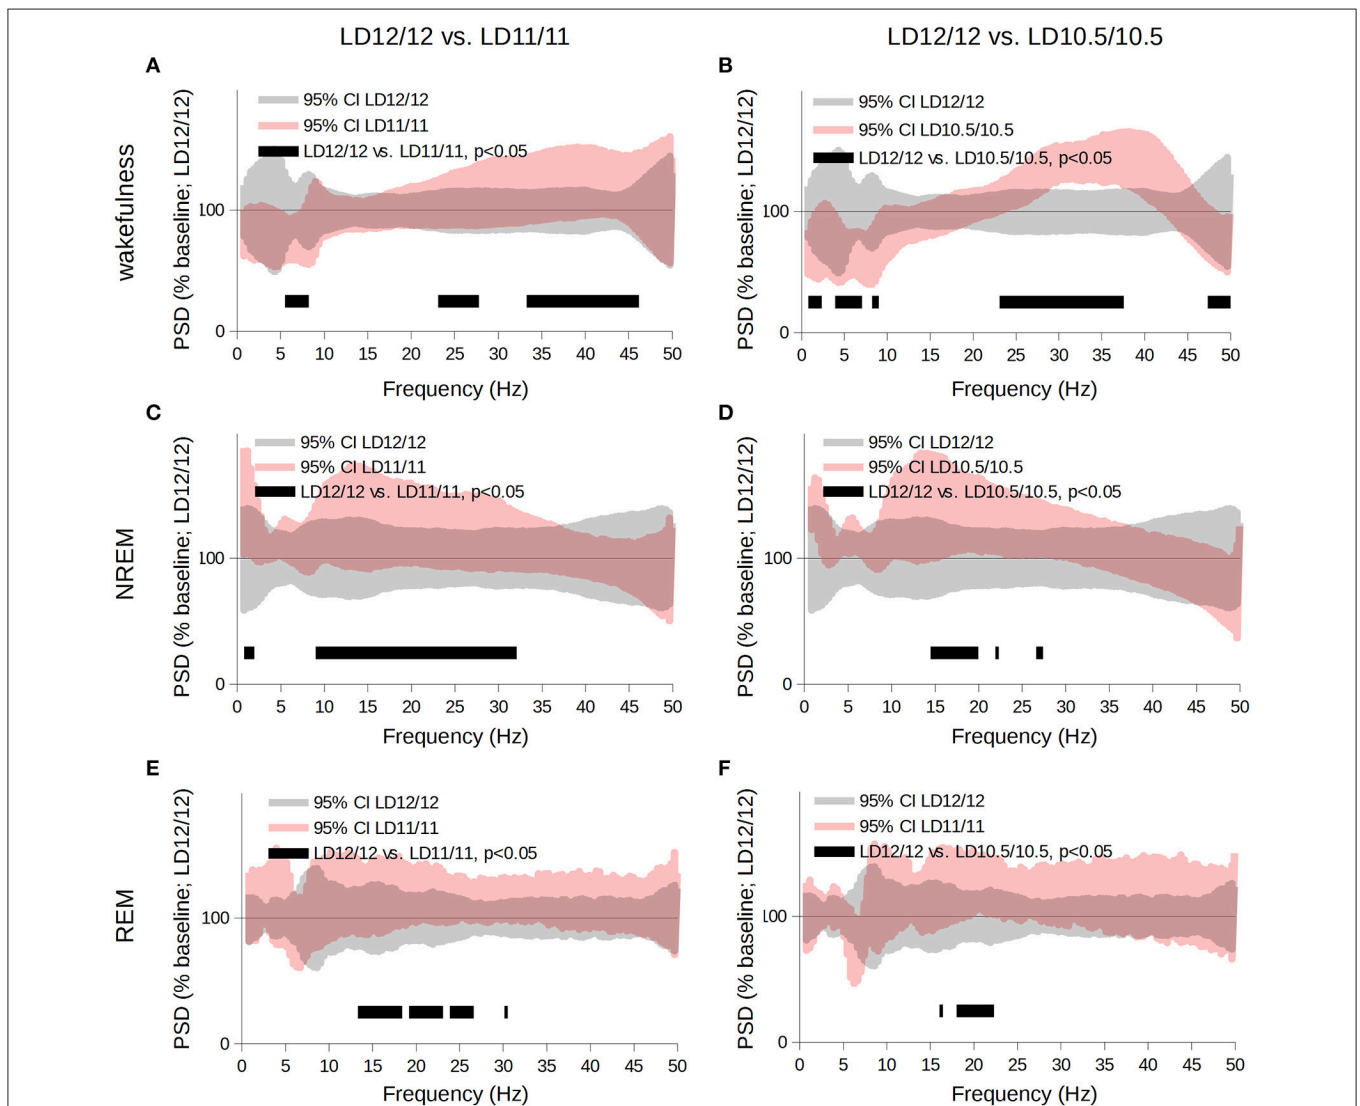 LD12/12 vs. LD11/11
LD12/12 vs. LD10.5/10.5
A
wakefulness
PSD (% baseline; LD12/12)
95% CI LD12/12
95% CI LD11/11
LD12/12 vs. LD11/11, p<0.05
100
0
0 5 10 15 20 25 30 35 40 45 50
Frequency (Hz)
B
PSD (% baseline; LD12/12)
95% CI LD12/12
95% CI LD10.5/10.5
LD12/12 vs. LD10.5/10.5, p<0.05
100
0
0 5 10 15 20 25 30 35 40 45 50
Frequency (Hz)
C
NREM
PSD (% baseline; LD12/12)
95% CI LD12/12
95% CI LD11/11
LD12/12 vs. LD11/11, p<0.05
100
0
0 5 10 15 20 25 30 35 40 45 50
Frequency (Hz)
D
PSD (% baseline; LD12/12)
95% CI LD12/12
95% CI LD10.5/10.5
LD12/12 vs. LD10.5/10.5, p<0.05
100
0
0 5 10 15 20 25 30 35 40 45 50
Frequency (Hz)
E
REM
PSD (% baseline; LD12/12)
95% CI LD12/12
95% CI LD11/11
LD12/12 vs. LD11/11, p<0.05
100
0
0 5 10 15 20 25 30 35 40 45 50
Frequency (Hz)
F
PSD (% baseline; LD12/12)
95% CI LD12/12
95% CI LD11/11
LD12/12 vs. LD10.5/10.5, p<0.05
100
0
0 5 10 15 20 25 30 35 40 45 50
Frequency (Hz)